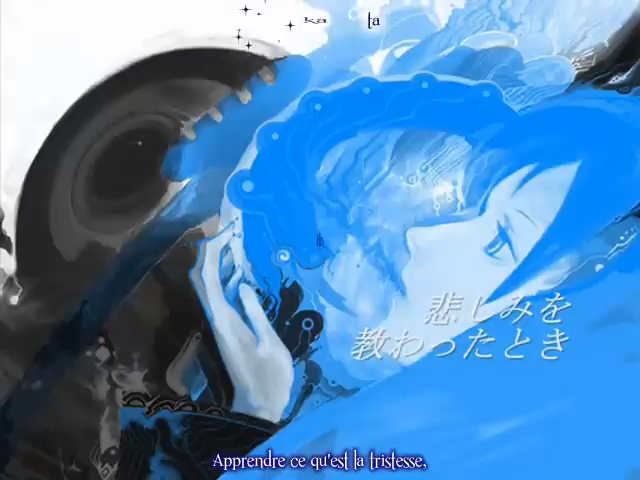 ka ta
悲しみを
教わったとき
Apprendre ce qu'est la tristesse,